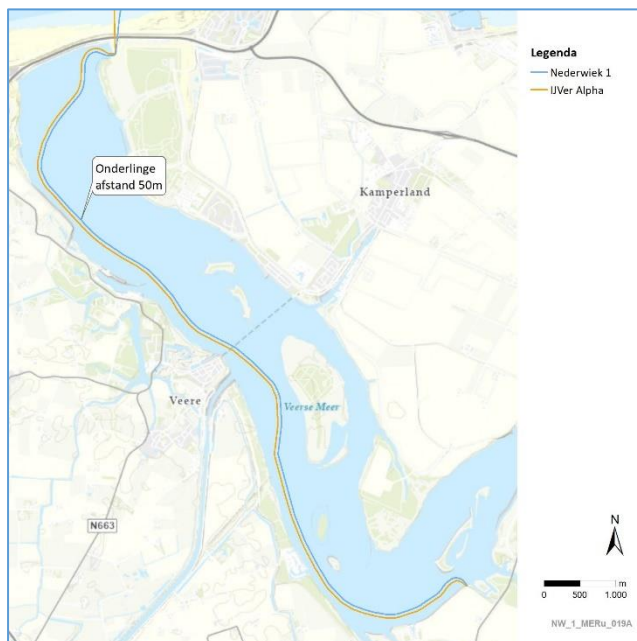 Legenda
Nederwiek 1
IJVer Alpha
Onderlinge
afstand 50m
Kamperland
Veere
Veerse Meer
N663
N
m
0 500 1.000
NW_1_MERu_019A